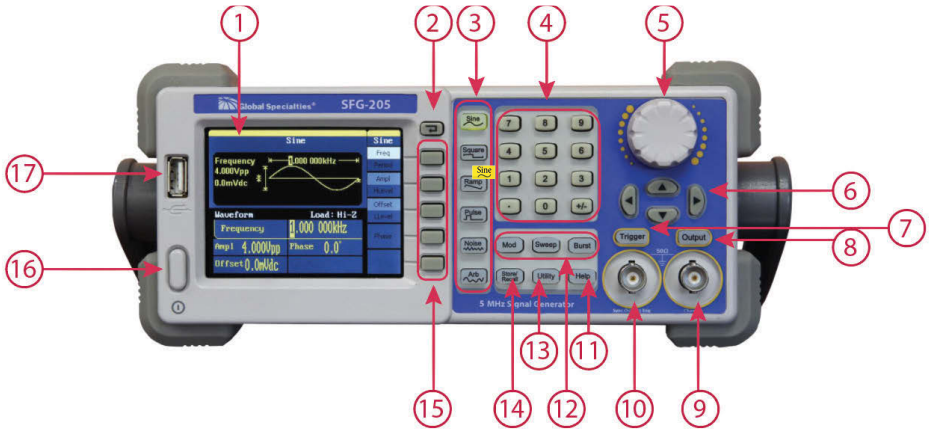 1
2
3
4
5
Global Specialties® SFG-205
Sine
Sine
Frequency
1.000 000kHz
4.000Vpp
0.0mVdc
Freq
Period
Ampl
HiLevel
Offset
LoLevel
Phase
Waveform Load: Hi-Z
Frequency 1.000 000kHz
Ampl 4.000Vpp Phase 0.0°
Offset 0.0mVdc
Sine
Square
Ramp
Sine
Pulse
Noise
Arb
7 8 9
4 5 6
1 2 3
. 0 +/-
Mod Sweep Burst
Store/
Recall
Utility Help
5 MHz Signal Generator
Trigger Output
50Ω
17
16
6
7
8
15
14
13
12
11
10
9